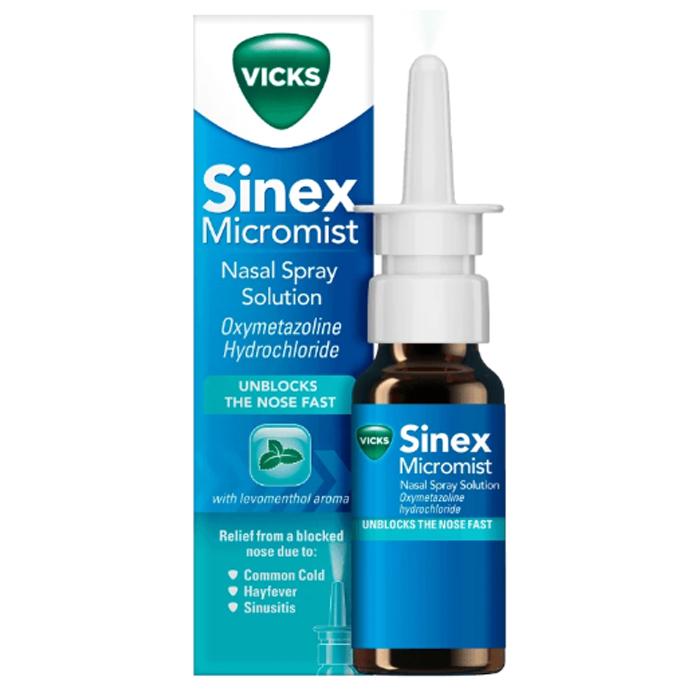 VICKS
Sinex
Micromist
Nasal Spray
Solution
Oxymetazoline
Hydrochloride
UNBLOCKS
THE NOSE FAST
with levomenthol aroma
Relief from a blocked
nose due to:
Common Cold
Hayfever
Sinusitis
VICKS
Sinex
Micromist
Nasal Spray Solution
Oxymetazoline
hydrochloride
UNBLOCKS THE NOSE FAST